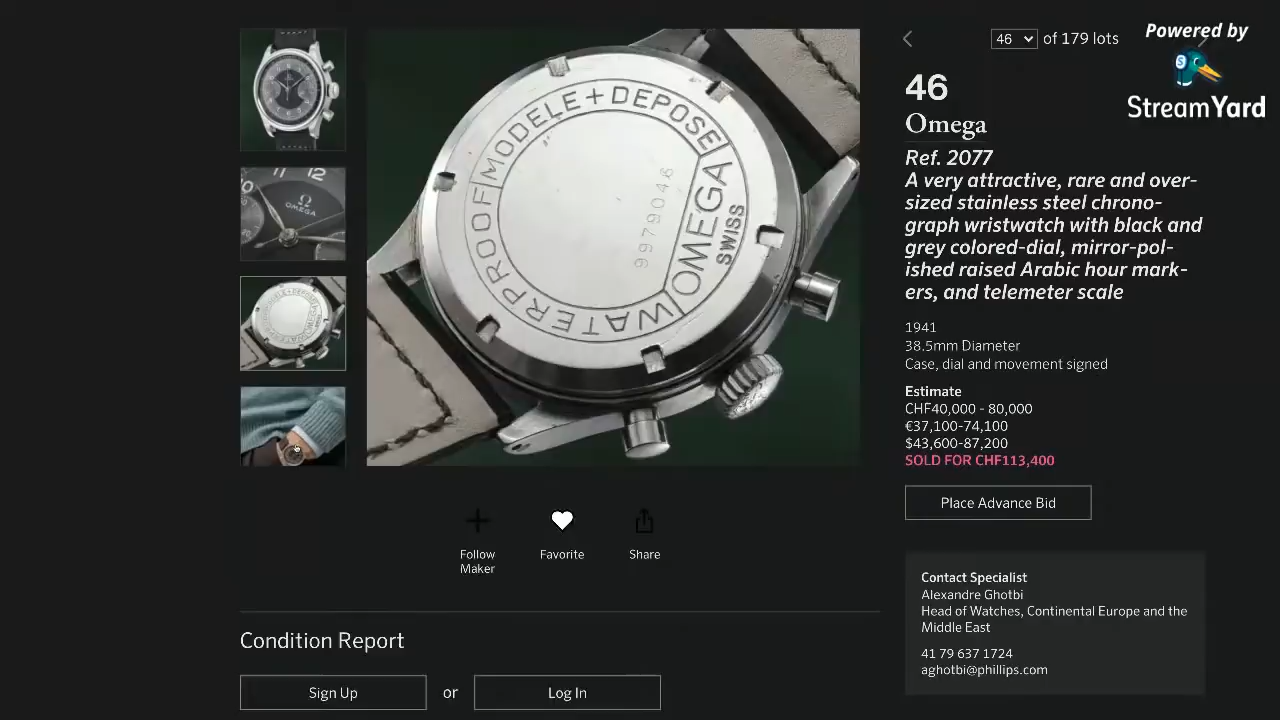 46 of 179 lots
Powered by
StreamYard
46
Omega
Ref. 2077
A very attractive, rare and over-
sized stainless steel chrono-
graph wristwatch with black and
grey colored-dial, mirror-pol-
ished raised Arabic hour mark-
ers, and telemeter scale
1941
38.5mm Diameter
Case, dial and movement signed
Estimate
CHF40,000 - 80,000
€37,100-74,100
$43,600-87,200
SOLD FOR CHF113,400
Place Advance Bid
Contact Specialist
Alexandre Ghotbi
Head of Watches, Continental Europe and the
Middle East
41 79 637 1724
aghotbi@phillips.com
12
Ω
OMEGA
WATERPROOF
MODELE+DEPOSE
OMEGA
SWISS
9979046
Follow
Maker
Favorite
Share
Condition Report
Sign Up or Log In